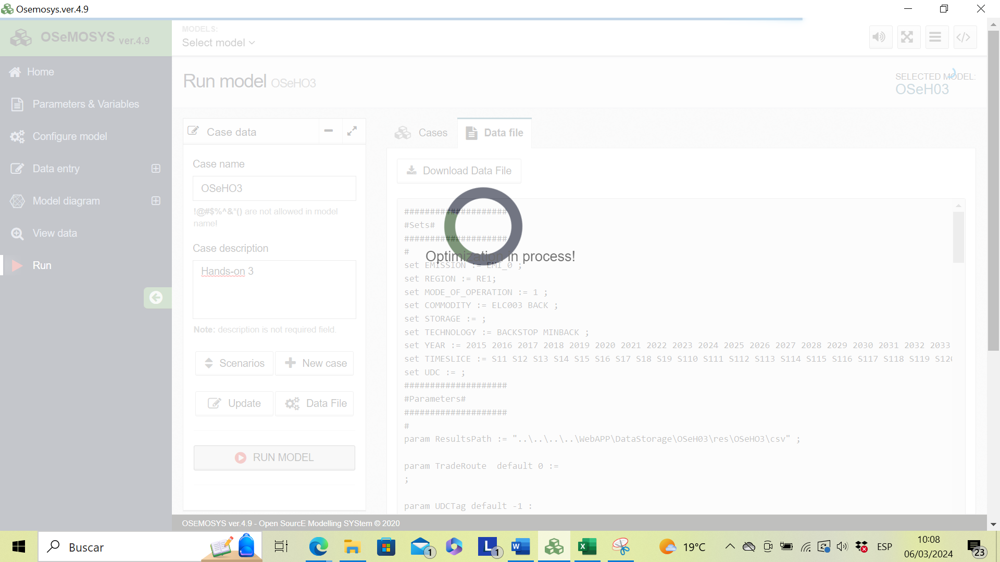 Osemosys.ver.4.9
OSeMOSYS ver.4.9
MODELS:
Select model
Home
Parameters & Variables
Configure model
Data entry
Model diagram
View data
Run
Run model OSeHO3
SELECTED MODEL:
OSeH03
Case data
Case name
OSeHO3
!@#$%^&*() are not allowed in model
name!
Case description
Hands-on 3
Note: description is not required field.
Scenarios
New case
Update
Data File
RUN MODEL
Cases
Data file
Download Data File
####################
#Sets#
####################
#
Optimization in process!
set EMISSION := EMI_0 ;
set REGION := RE1;
set MODE_OF_OPERATION := 1 ;
set COMMODITY := ELC003 BACK ;
set STORAGE := ;
set TECHNOLOGY := BACKSTOP MINBACK ;
set YEAR := 2015 2016 2017 2018 2019 2020 2021 2022 2023 2024 2025 2026 2027 2028 2029 2030 2031 2032 2033
set TIMESLICE := S11 S12 S13 S14 S15 S16 S17 S18 S19 S110 S111 S112 S113 S114 S115 S116 S117 S118 S119 S120
set UDC := ;
####################
#Parameters#
####################
#
param ResultsPath := "..\..\..\..\WebAPP\DataStorage\OSeH03\res\OSeHO3\csv" ;
param TradeRoute  default 0 :=
;
param UDCTag default -1 :
OSEMOSYS ver.4.9 - Open SourcE Modelling SYStem © 2020
Buscar
1
L
1
W
X
19°C
ESP
10:08
06/03/2024
23